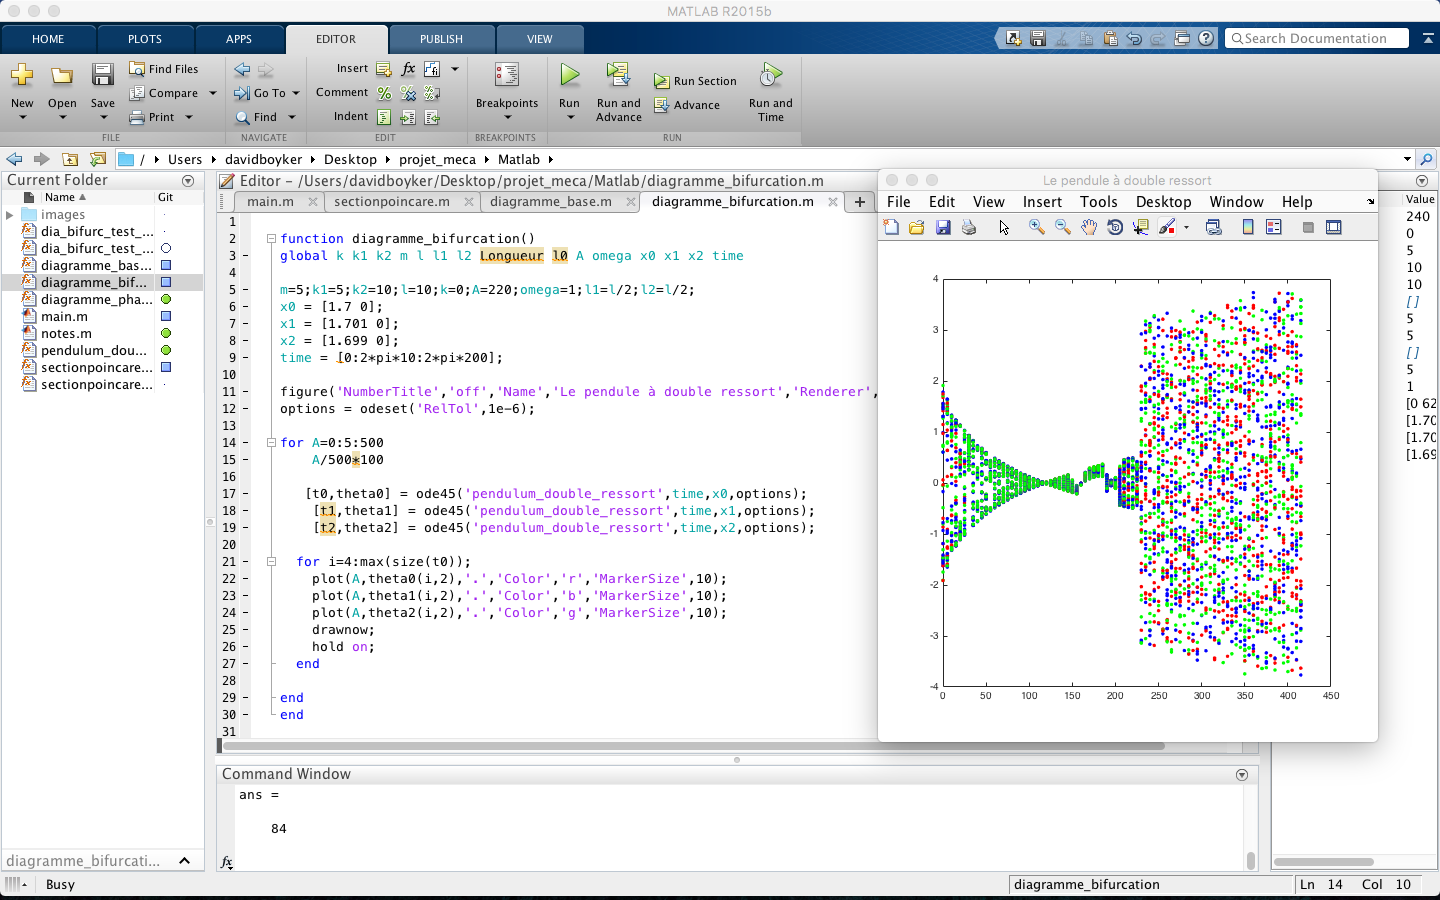 MATLAB R2015b
HOME PLOTS APPS EDITOR PUBLISH VIEW
Search Documentation
New Open Save Find Files Compare Print
FILE
Go To Find
NAVIGATE
Insert fx
Comment
Indent
EDIT
Breakpoints
BREAKPOINTS
Run Run and Advance Run Section Advance Run and Time
RUN
/ Users davidboyker Desktop projet_meca Matlab
Current Folder
Name Git
images
dia_bifurc_test_...
dia_bifurc_test_...
diagramme_bas...
diagramme_bif...
diagramme_pha...
main.m
notes.m
pendulum_dou...
sectionpoincare...
sectionpoincare...
diagramme_bifurcati...
Editor - /Users/davidboyker/Desktop/projet_meca/Matlab/diagramme_bifurcation.m
main.m sectionpoincare.m diagramme_base.m diagramme_bifurcation.m
1
2 function diagramme_bifurcation()
3 global k k1 k2 m l l1 l2 Longueur l0 A omega x0 x1 x2 time
4
5 m=5;k1=5;k2=10;l=10;k=0;A=220;omega=1;l1=l/2;l2=l/2;
6 x0 = [1.7 0];
7 x1 = [1.701 0];
8 x2 = [1.699 0];
9 time = [0:2*pi*10:2*pi*200];
10
11 figure('NumberTitle','off','Name','Le pendule à double ressort','Renderer',
12 options = odeset('RelTol',1e-6);
13
14 for A=0:5:500
15 A/500*100
16
17 [t0,theta0] = ode45('pendulum_double_ressort',time,x0,options);
18 [t1,theta1] = ode45('pendulum_double_ressort',time,x1,options);
19 [t2,theta2] = ode45('pendulum_double_ressort',time,x2,options);
20
21 for i=4:max(size(t0));
22 plot(A,theta0(i,2),'.','Color','r','MarkerSize',10);
23 plot(A,theta1(i,2),'.','Color','b','MarkerSize',10);
24 plot(A,theta2(i,2),'.','Color','g','MarkerSize',10);
25 drawnow;
26 hold on;
27 end
28
29 end
30 end
31
Command Window
ans =
84
fx
Le pendule à double ressort
File Edit View Insert Tools Desktop Window Help
4
3
2
1
0
-1
-2
-3
-4
0 50 100 150 200 250 300 350 400 450
Value
240
0
5
10
10
[]
5
5
[]
5
1
[0 62
[1.70
[1.70
[1.69
Busy
diagramme_bifurcation
Ln 14 Col 10